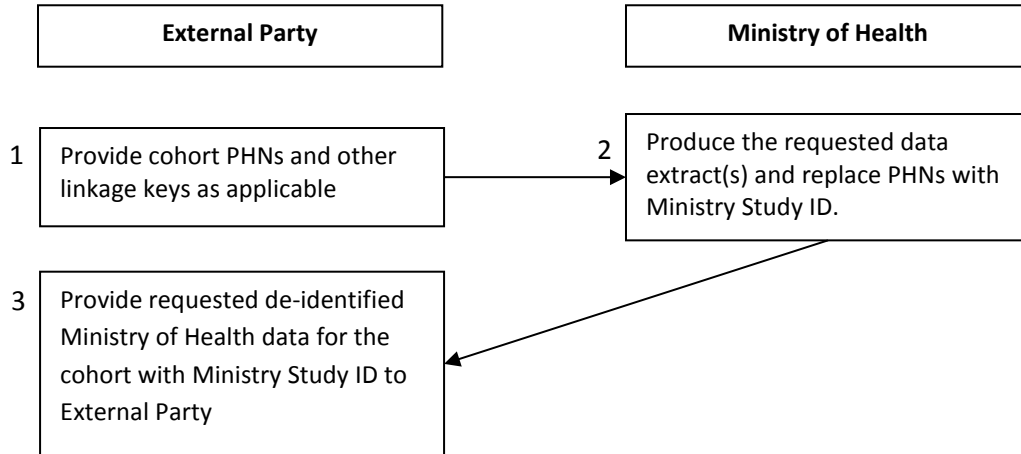 External Party
Ministry of Health
1
Provide cohort PHNs and other
linkage keys as applicable
2
Produce the requested data
extract(s) and replace PHNs with
Ministry Study ID.
3
Provide requested de-identified
Ministry of Health data for the
cohort with Ministry Study ID to
External Party